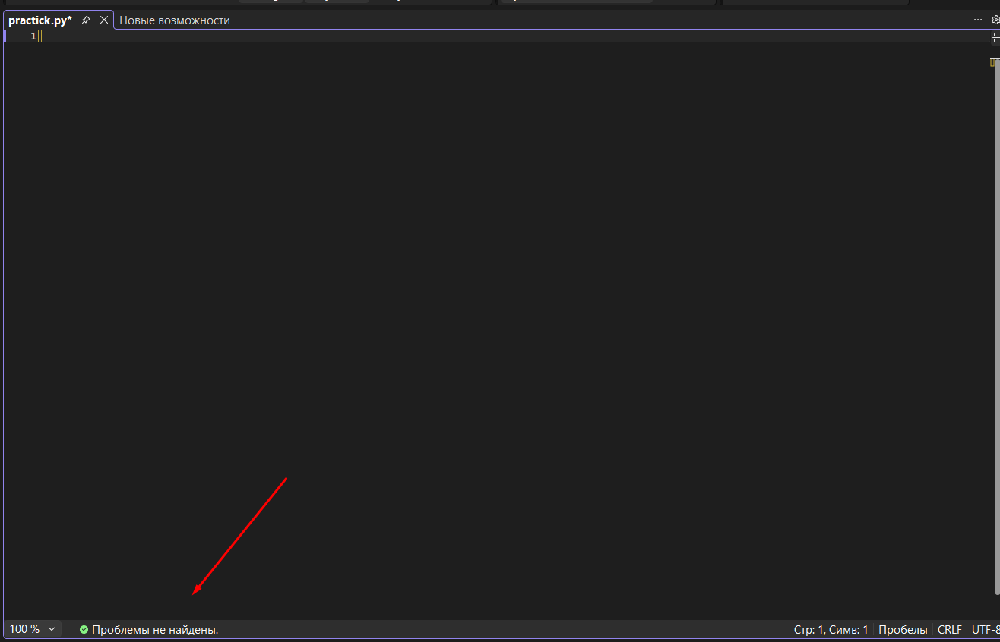 practick.py* Новые возможности
1
100 % Проблемы не найдены. Стр: 1, Симв: 1 Пробелы CRLF UTF-8